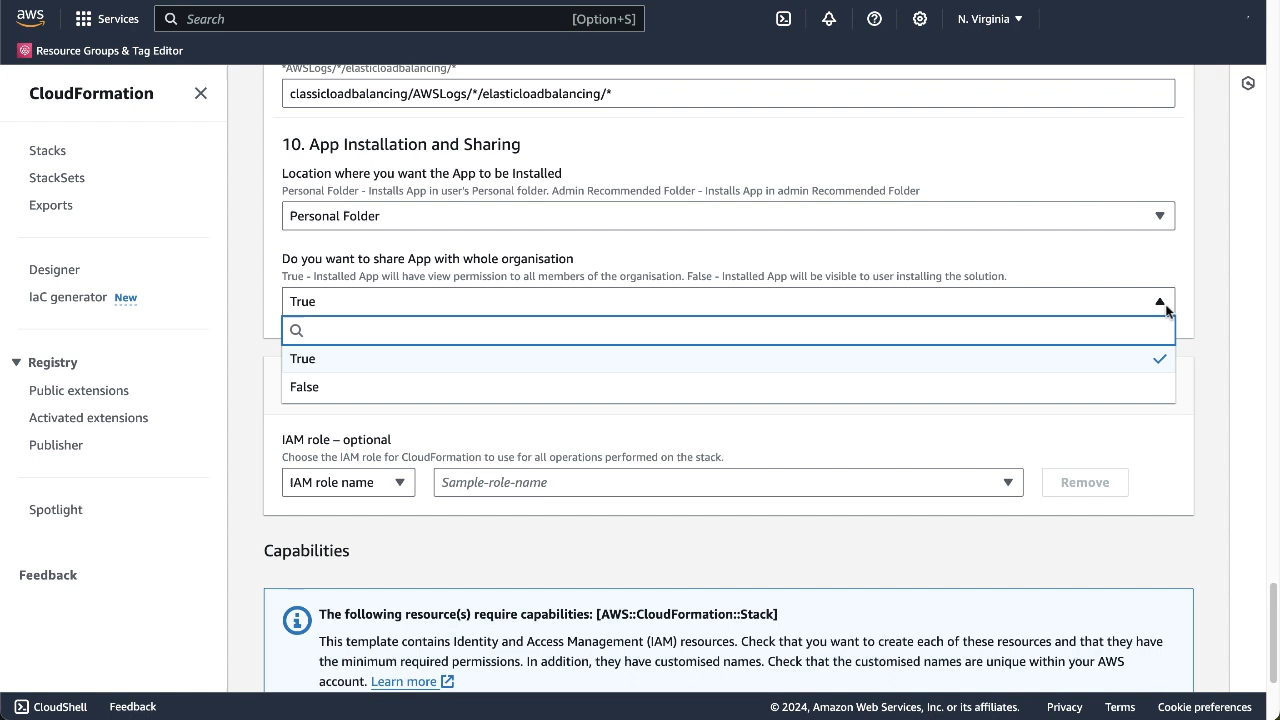 aws
Services
Search
[Option+S]
N. Virginia
Resource Groups & Tag Editor
CloudFormation
Stacks
StackSets
Exports
Designer
IaC generator New
Registry
Public extensions
Activated extensions
Publisher
Spotlight
Feedback
*AWSLogs/*/elasticloadbalancing/*
classicloadbalancing/AWSLogs/*/elasticloadbalancing/*
10. App Installation and Sharing
Location where you want the App to be Installed
Personal Folder - Installs App in user's Personal folder. Admin Recommended Folder - Installs App in admin Recommended Folder
Personal Folder
Do you want to share App with whole organisation
True - Installed App will have view permission to all members of the organisation. False - Installed App will be visible to user installing the solution.
True
True
False
IAM role – optional
Choose the IAM role for CloudFormation to use for all operations performed on the stack.
IAM role name
Sample-role-name
Remove
Capabilities
The following resource(s) require capabilities: [AWS::CloudFormation::Stack]
This template contains Identity and Access Management (IAM) resources. Check that you want to create each of these resources and that they have
the minimum required permissions. In addition, they have customised names. Check that the customised names are unique within your AWS
account. Learn more
CloudShell
Feedback
© 2024, Amazon Web Services, Inc. or its affiliates.
Privacy
Terms
Cookie preferences